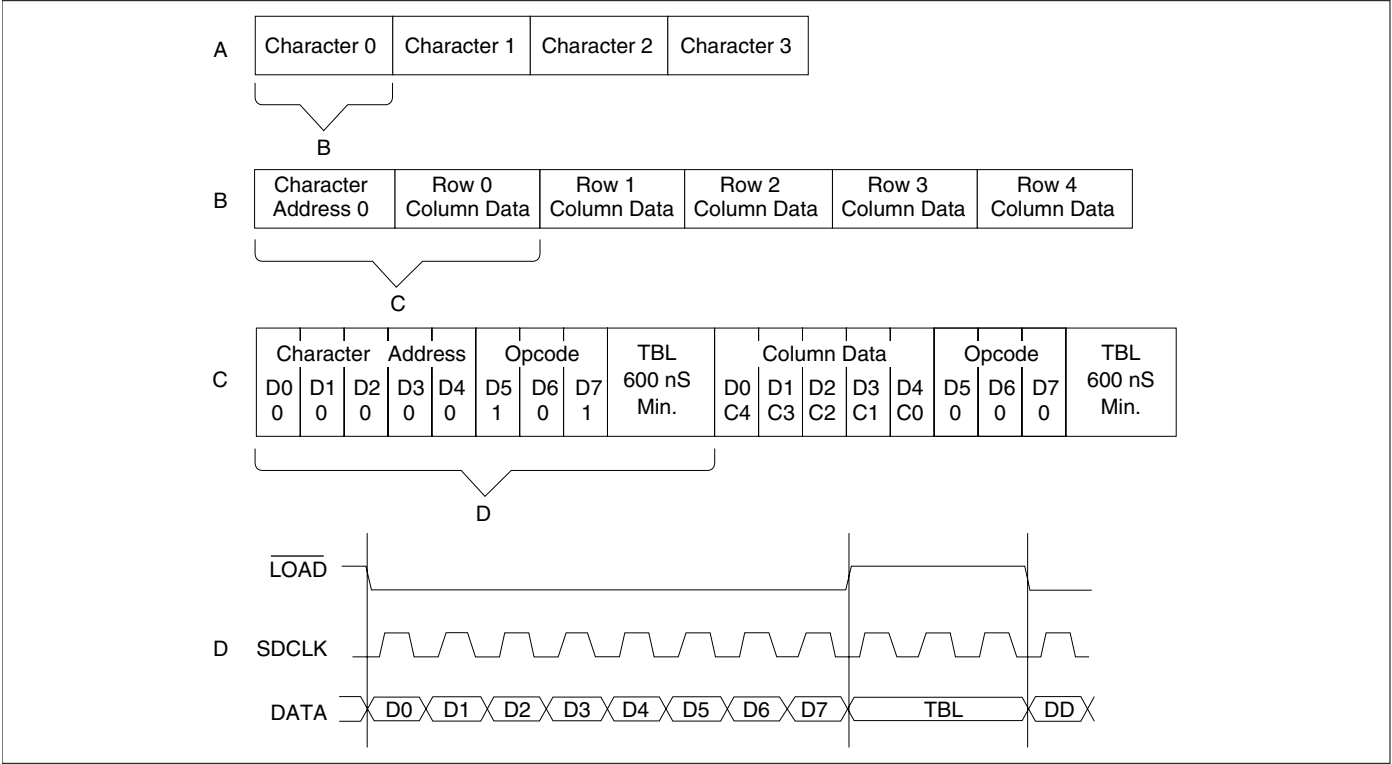 A
Character 0 Character 1 Character 2 Character 3
B
B
Character Address 0
Row 0 Column Data
Row 1 Column Data
Row 2 Column Data
Row 3 Column Data
Row 4 Column Data
C
C
Character Address Opcode TBL Column Data Opcode TBL
D0 D1 D2 D3 D4 D5 D6 D7 600 nS D0 D1 D2 D3 D4 D5 D6 D7 600 nS
0 0 0 0 0 1 0 1 Min. C4 C3 C2 C1 C0 0 0 0 Min.
D
LOAD
D SDCLK
DATA D0 D1 D2 D3 D4 D5 D6 D7 TBL DD